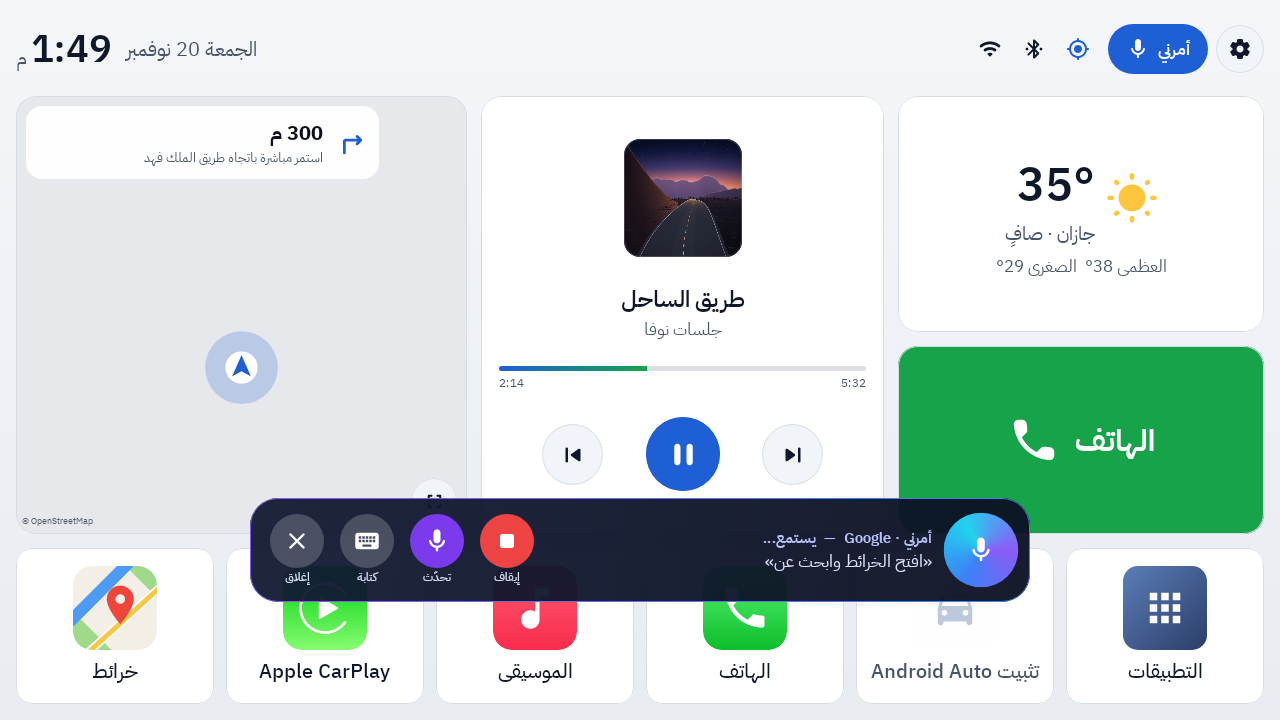 أمرني
الجمعة 20 نوفمبر
1:49 م
35°
جازان · صافٍ
العظمى 38° الصغرى 29°
الهاتف
طريق الساحل
جلسات نوفا
2:14
5:32
300 م
استمر مباشرة باتجاه طريق الملك فهد
© OpenStreetMap
أمرني · Google — يستمع...
«افتح الخرائط وابحث عن»
إيقاف
تحدّث
كتابة
إغلاق
التطبيقات
تثبيت Android Auto
الهاتف
الموسيقى
Apple CarPlay
خرائط